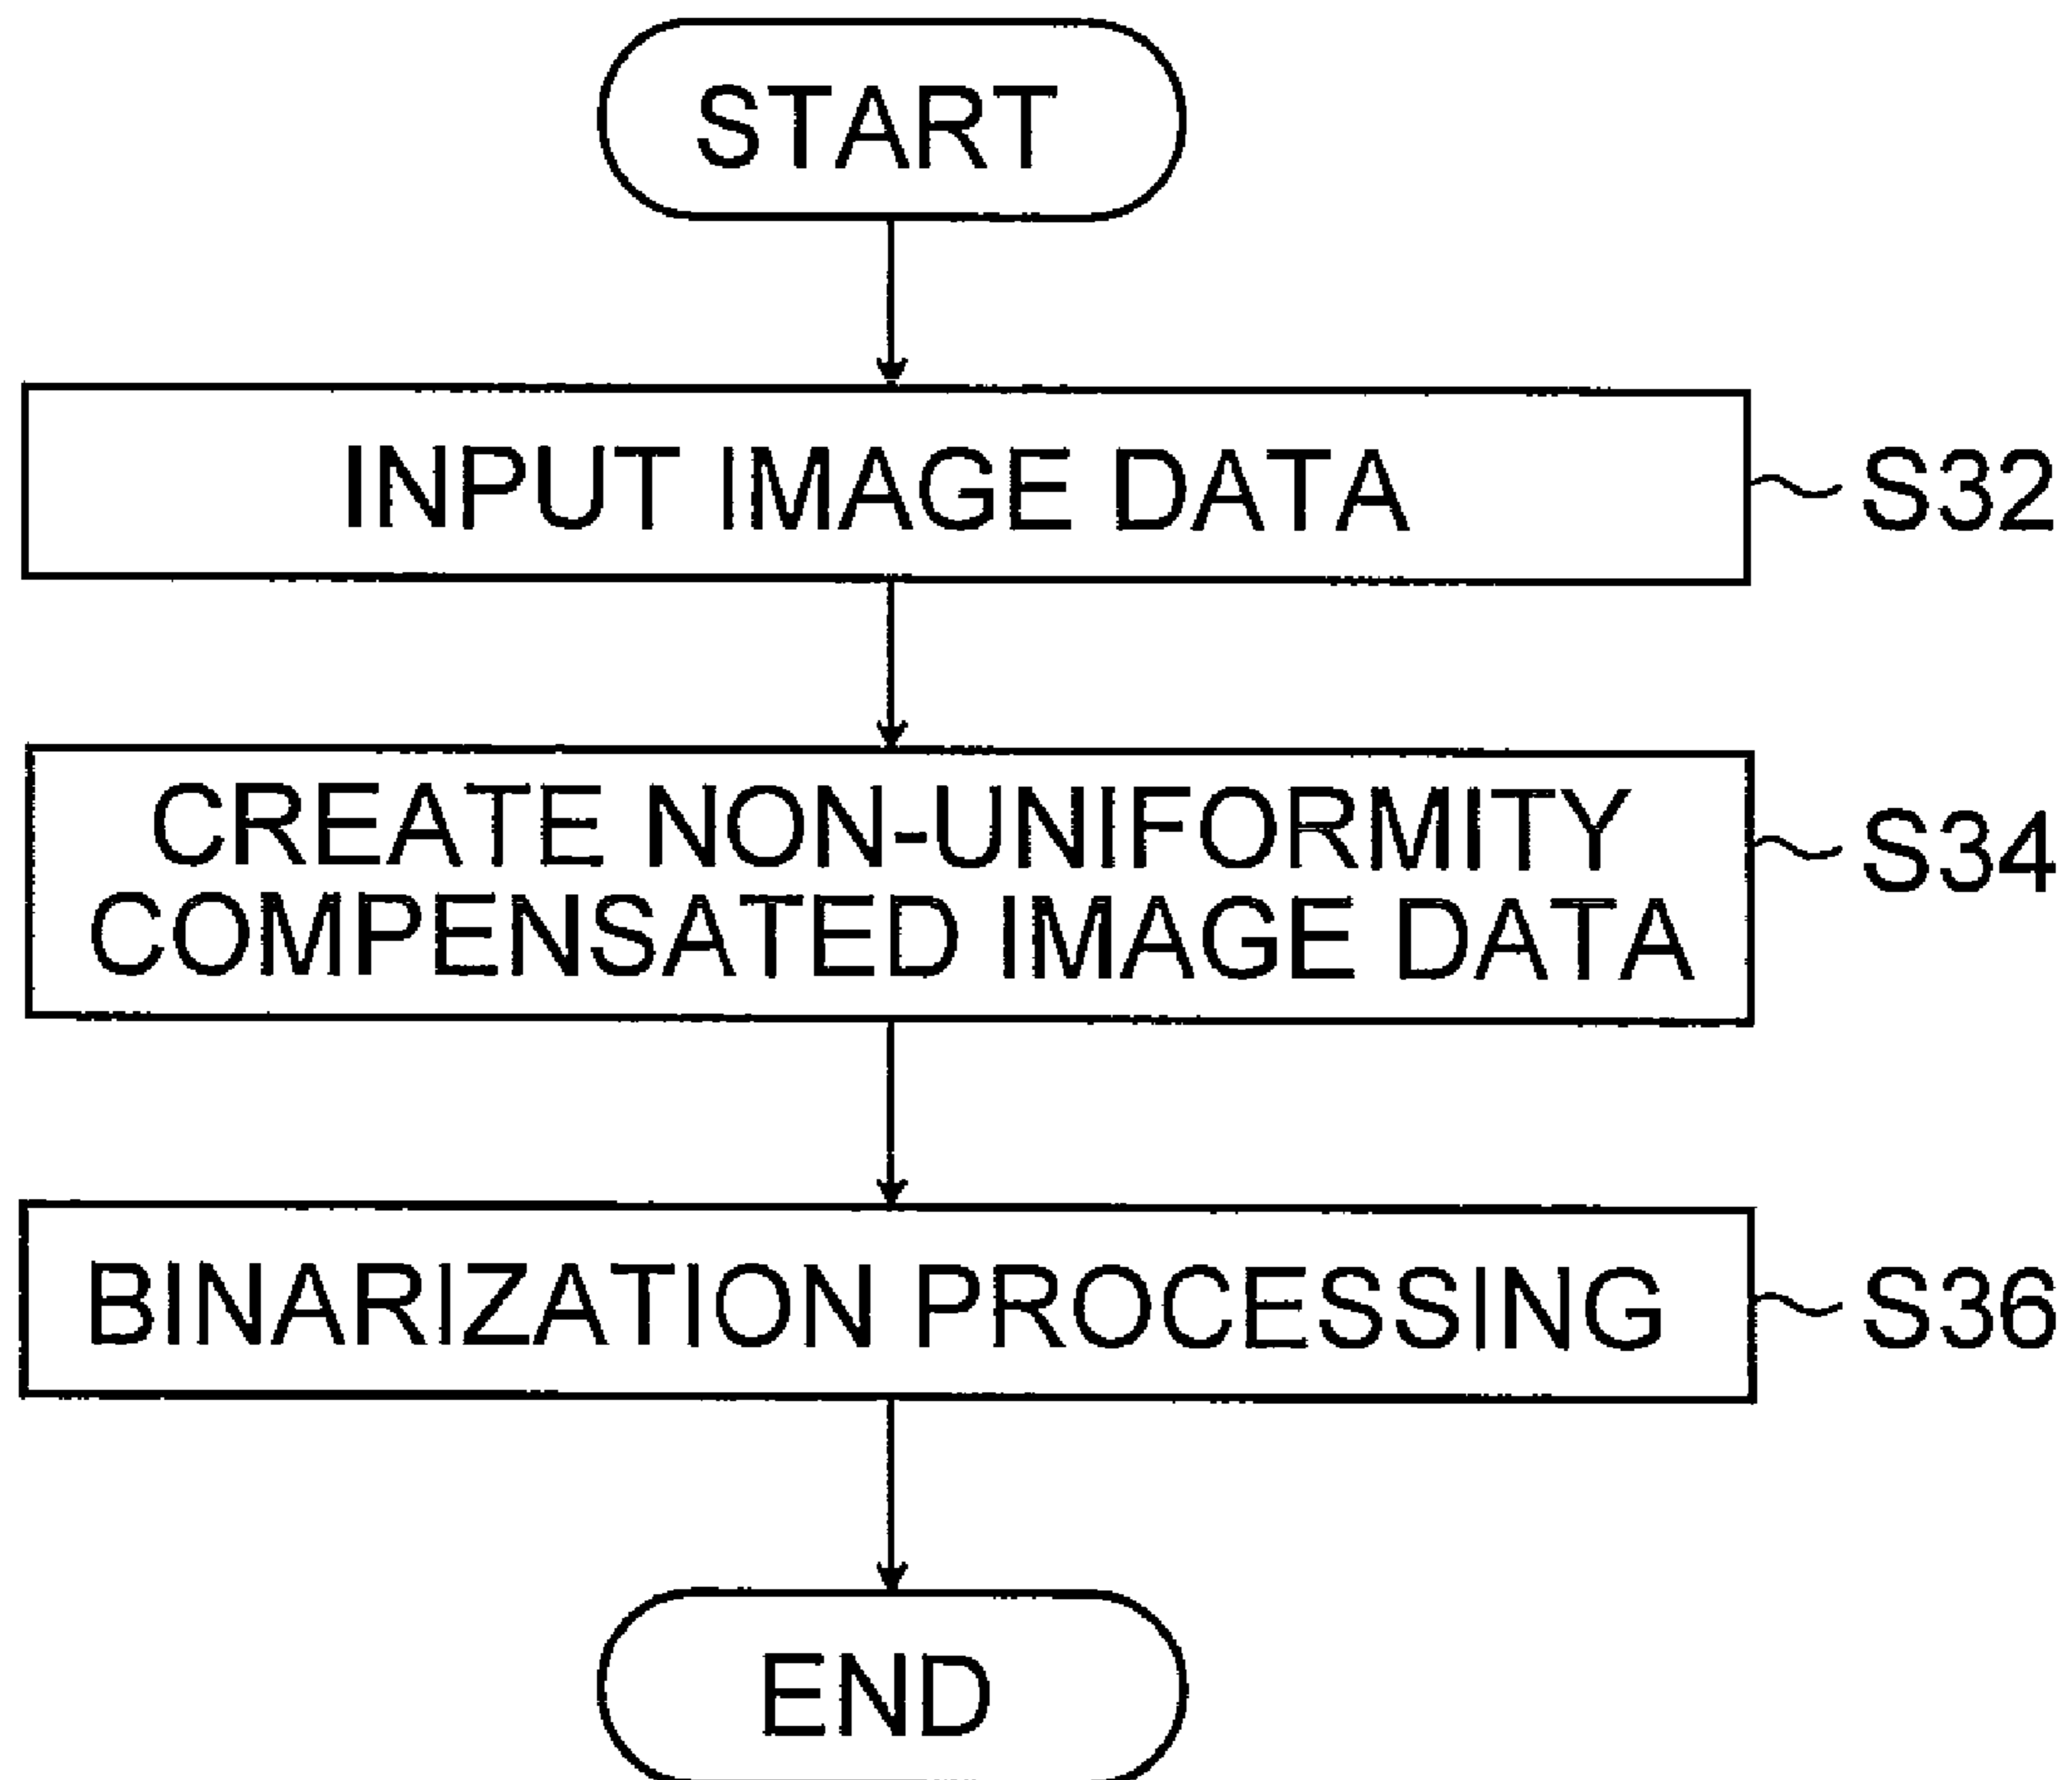 START
INPUT IMAGE DATA
S32
CREATE NON-UNIFORMITY
COMPENSATED IMAGE DATA
S34
BINARIZATION PROCESSING
S36
END